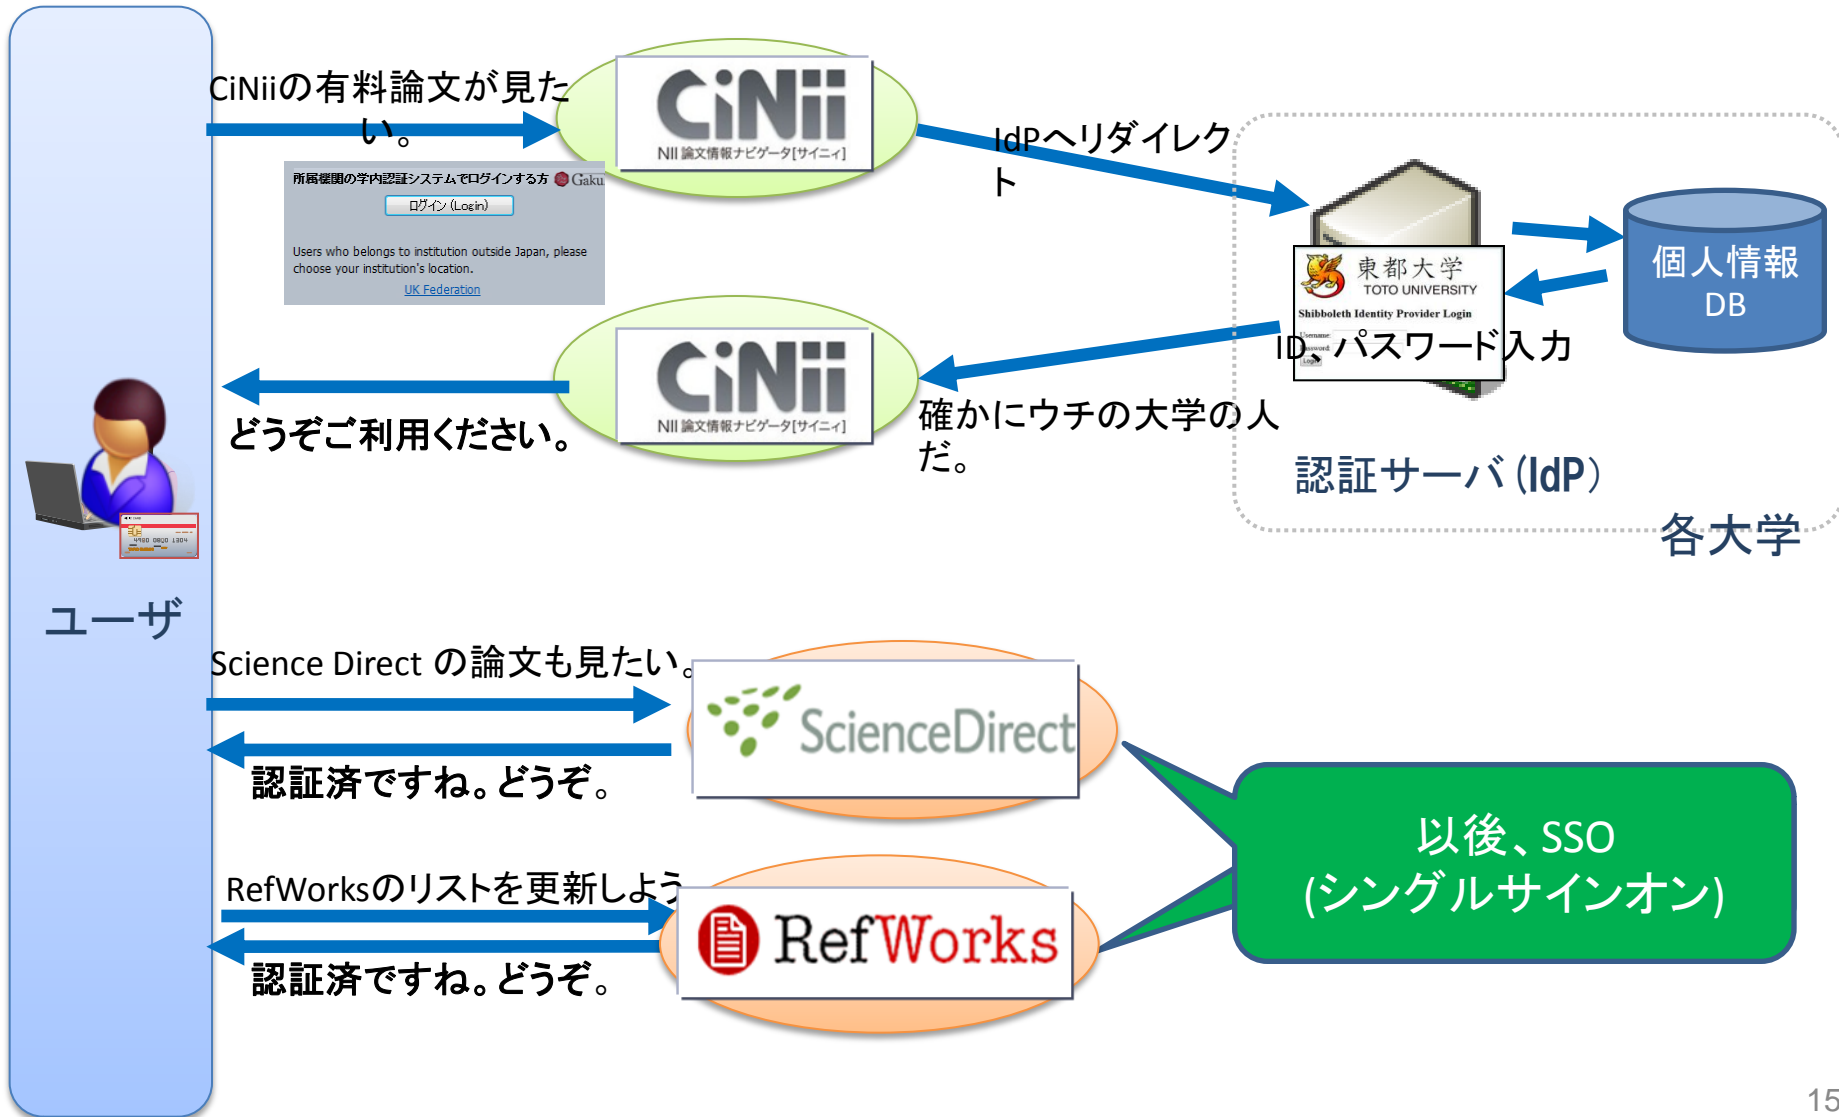 CiNiiの有料論文が見た
い。
CiNii
NII 論文情報ナビゲータ[サイニィ]
IdPへリダイレク
ト
所属機関の学内認証システムでログインする方 Gaku
ログイン (Login)
Users who belongs to institution outside Japan, please
choose your institution's location.
UK Federation
東都大学
TOTO UNIVERSITY
Shibboleth Identity Provider Login
Username
Password
Login
ID、パスワード入力
個人情報
DB
どうぞご利用ください。
CiNii
NII 論文情報ナビゲータ[サイニィ]
確かにウチの大学の人
だ。
認証サーバ (IdP)
各大学
4980 0820 1304
ユーザ
Science Direct の論文も見たい。
ScienceDirect
認証済ですね。どうぞ。
以後、SSO
(シングルサインオン)
RefWorksのリストを更新しよう
RefWorks
認証済ですね。どうぞ。
15